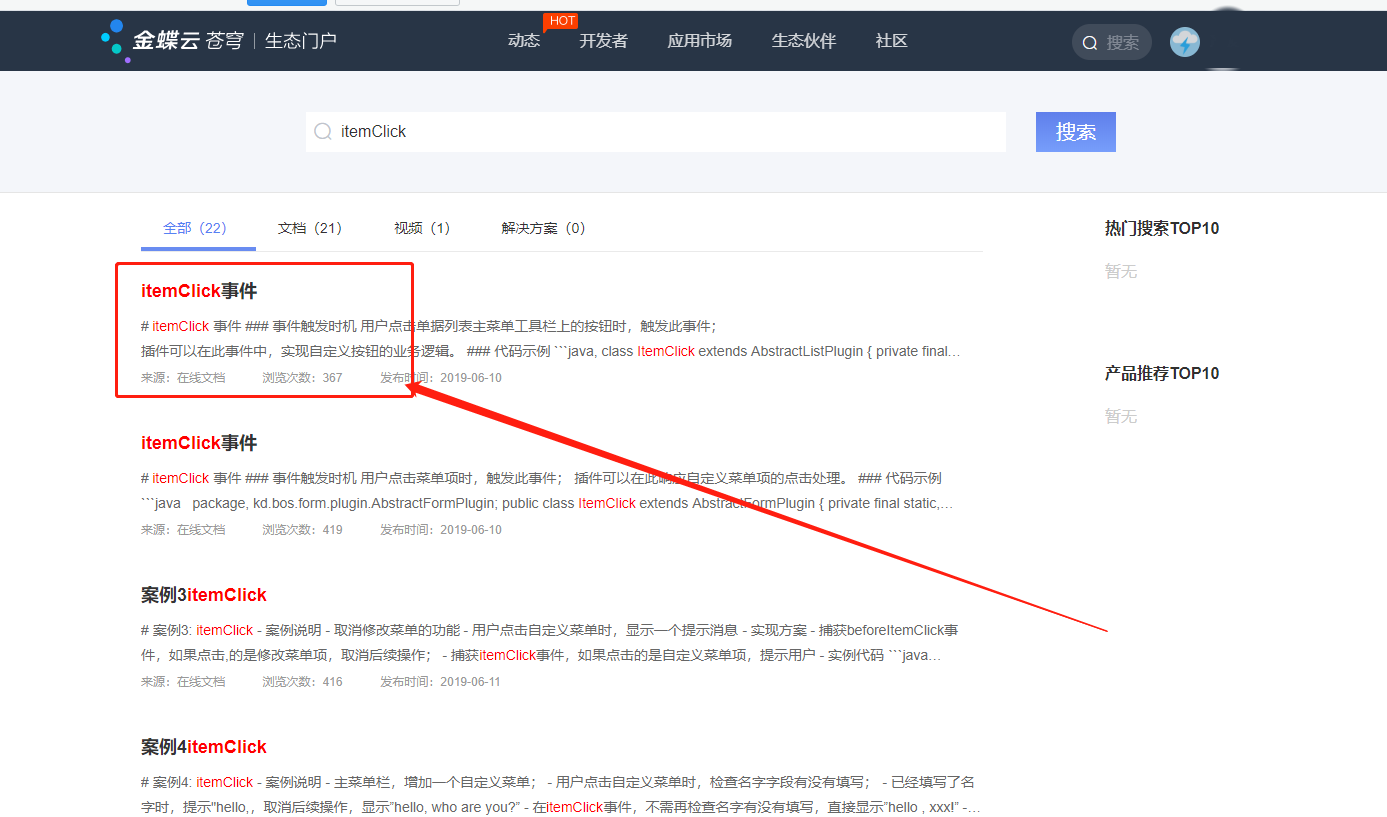 HOT
金蝶云 苍穹 | 生态门户
动态 开发者 应用市场 生态伙伴 社区 搜索
itemClick 搜索
全部（22） 文档（21） 视频（1） 解决方案（0）
热门搜索TOP10
暂无
itemClick事件
# itemClick 事件 ### 事件触发时机 用户点击单据列表主菜单工具栏上的按钮时，触发此事件；
插件可以在此事件中，实现自定义按钮的业务逻辑。 ### 代码示例 ```java, class ItemClick extends AbstractListPlugin { private final…
来源：在线文档 浏览次数：367 发布时间：2019-06-10
产品推荐TOP10
暂无
itemClick事件
# itemClick 事件 ### 事件触发时机 用户点击菜单项时，触发此事件； 插件可以在此响应自定义菜单项的点击处理。 ### 代码示例
```java package, kd.bos.form.plugin.AbstractFormPlugin; public class ItemClick extends AbstractFormPlugin { private final static,…
来源：在线文档 浏览次数：419 发布时间：2019-06-10
案例3itemClick
# 案例3: itemClick - 案例说明 - 取消修改菜单的功能 - 用户点击自定义菜单时，显示一个提示消息 - 实现方案 - 捕获beforeItemClick事
件，如果点击,的是修改菜单项，取消后续操作； - 捕获itemClick事件，如果点击的是自定义菜单项，提示用户 - 实例代码 ```java…
来源：在线文档 浏览次数：416 发布时间：2019-06-11
案例4itemClick
# 案例4: itemClick - 案例说明 - 主菜单栏，增加一个自定义菜单； - 用户点击自定义菜单时，检查名字字段有没有填写； - 已经填写了名
字时，提示"hello,，取消后续操作，显示”hello, who are you?” - 在itemClick事件，不需再检查名字有没有填写，直接显示”hello , xxx!” -…